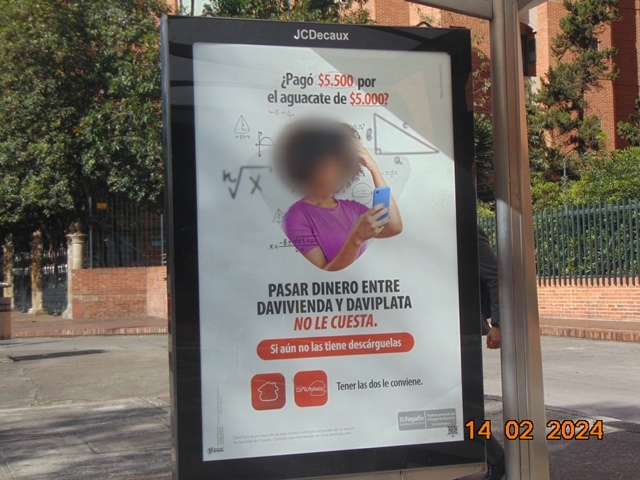 JCDecaux
¿Pagó $5.500 por
el aguacate de $5.000?
b
c
a
n√x
PASAR DINERO ENTRE
DAVIVIENDA Y DAVIPLATA
NO LE CUESTA.
Si aún no las tiene descárguelas
DaviPlata
Tener las dos le conviene.
14 02 2024